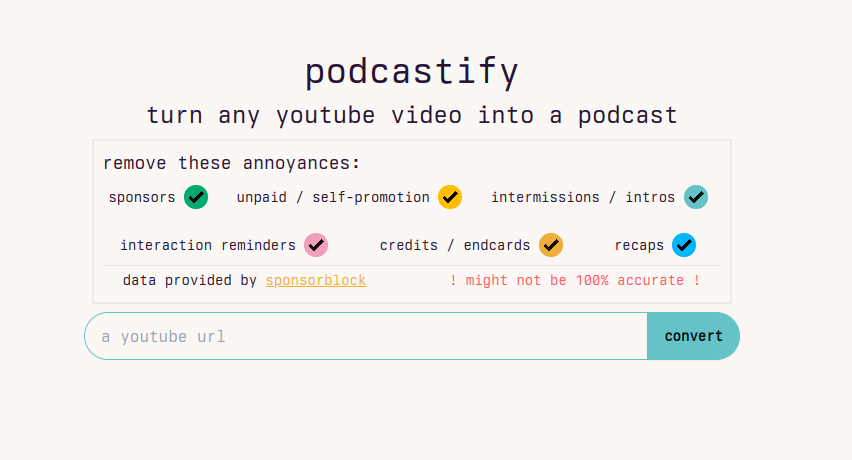 podcastify
turn any youtube video into a podcast
remove these annoyances:
sponsors unpaid / self-promotion intermissions / intros
interaction reminders credits / endcards recaps
data provided by sponsorblock ! might not be 100% accurate !
a youtube url convert